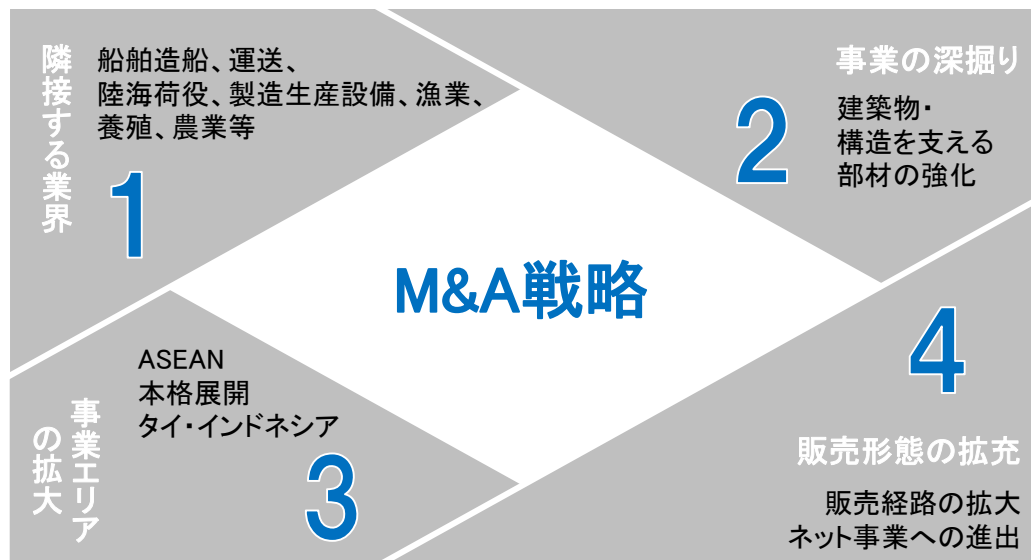 隣接する業界
船舶造船、運送、
陸海荷役、製造生産設備、漁業、
養殖、農業等
1
事業の深掘り
建築物・
構造を支える
部材の強化
2
M&A戦略
事業エリア
の拡大
ASEAN
本格展開
タイ・インドネシア
3
4
販売形態の拡充
販売経路の拡大
ネット事業への進出